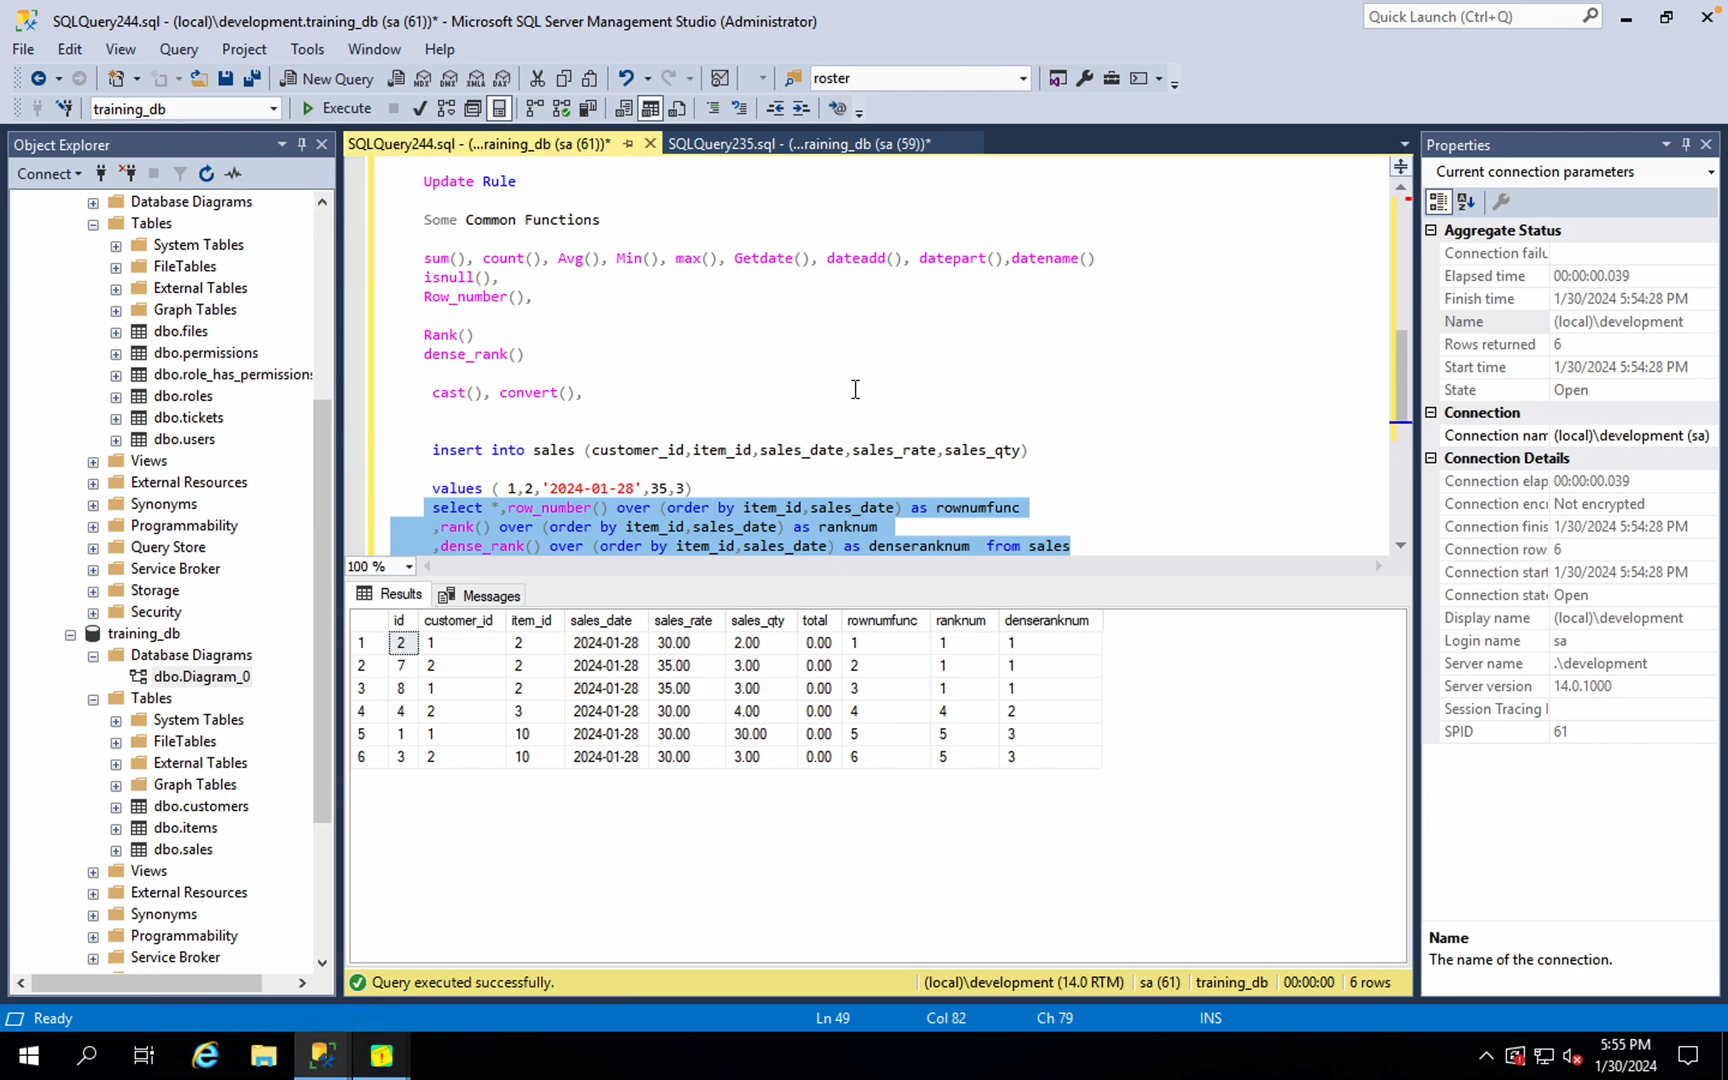 SQLQuery244.sql - (local)\development.training_db (sa (61))* - Microsoft SQL Server Management Studio (Administrator)
Quick Launch (Ctrl+Q)
File Edit View Query Project Tools Window Help
New Query
MDX DMX XMLA DAX
roster
training_db
Execute
Object Explorer
Connect
Database Diagrams
Tables
System Tables
FileTables
External Tables
Graph Tables
dbo.files
dbo.permissions
dbo.role_has_permissions
dbo.roles
dbo.tickets
dbo.users
Views
External Resources
Synonyms
Programmability
Query Store
Service Broker
Storage
Security
training_db
Database Diagrams
dbo.Diagram_0
Tables
System Tables
FileTables
External Tables
Graph Tables
dbo.customers
dbo.items
dbo.sales
Views
External Resources
Synonyms
Programmability
Service Broker
SQLQuery244.sql - (...raining_db (sa (61))*
SQLQuery235.sql - (...raining_db (sa (59))*
Update Rule
Some Common Functions
sum(), count(), Avg(), Min(), max(), Getdate(), dateadd(), datepart(),datename()
isnull(),
Row_number(),
Rank()
dense_rank()
cast(), convert(),
insert into sales (customer_id,item_id,sales_date,sales_rate,sales_qty)
values ( 1,2,'2024-01-28',35,3)
select *,row_number() over (order by item_id,sales_date) as rownumfunc
,rank() over (order by item_id,sales_date) as ranknum
,dense_rank() over (order by item_id,sales_date) as denseranknum from sales
100 %
Results Messages
id customer_id item_id sales_date sales_rate sales_qty total rownumfunc ranknum denseranknum
1 2 1 2 2024-01-28 30.00 2.00 0.00 1 1 1
2 7 2 2 2024-01-28 35.00 3.00 0.00 2 1 1
3 8 1 2 2024-01-28 35.00 3.00 0.00 3 1 1
4 4 2 3 2024-01-28 30.00 4.00 0.00 4 4 2
5 1 1 10 2024-01-28 30.00 30.00 0.00 5 5 3
6 3 2 10 2024-01-28 30.00 3.00 0.00 6 5 3
Query executed successfully.
(local)\development (14.0 RTM) sa (61) training_db 00:00:00 6 rows
Properties
Current connection parameters
Aggregate Status
Connection failu
Elapsed time 00:00:00.039
Finish time 1/30/2024 5:54:28 PM
Name (local)\development
Rows returned 6
Start time 1/30/2024 5:54:28 PM
State Open
Connection
Connection nam (local)\development (sa)
Connection Details
Connection elap 00:00:00.039
Connection encr Not encrypted
Connection finis 1/30/2024 5:54:28 PM
Connection row: 6
Connection start 1/30/2024 5:54:28 PM
Connection state Open
Display name (local)\development
Login name sa
Server name .\development
Server version 14.0.1000
Session Tracing I
SPID 61
Name
The name of the connection.
Ready Ln 49 Col 82 Ch 79 INS
5:55 PM
1/30/2024